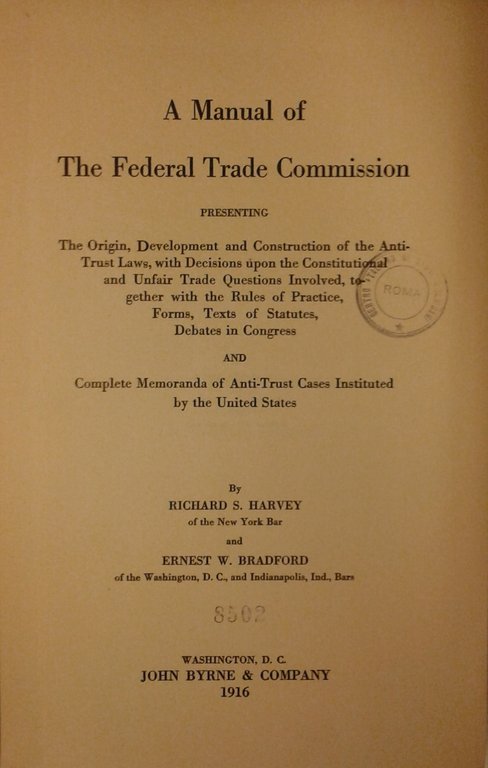 A Manual of
The Federal Trade Commission
PRESENTING
The Origin, Development and Construction of the Anti-
Trust Laws, with Decisions upon the Constitutional
and Unfair Trade Questions Involved, to-
gether with the Rules of Practice,
Forms, Texts of Statutes,
Debates in Congress
AND
Complete Memoranda of Anti-Trust Cases Instituted
by the United States
ROMA
By
RICHARD S. HARVEY
of the New York Bar
and
ERNEST W. BRADFORD
of the Washington, D. C., and Indianapolis, Ind., Bars
8502
WASHINGTON, D. C.
JOHN BYRNE & COMPANY
1916